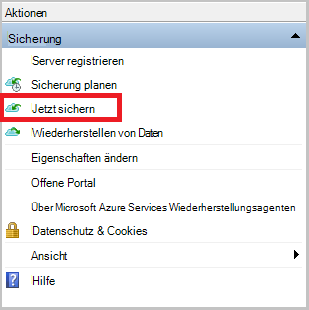 Aktionen
Sicherung
Server registrieren
Sicherung planen
Jetzt sichern
Wiederherstellen von Daten
Eigenschaften ändern
Offene Portal
Über Microsoft Azure Services Wiederherstellungsagenten
Datenschutz & Cookies
Ansicht
Hilfe